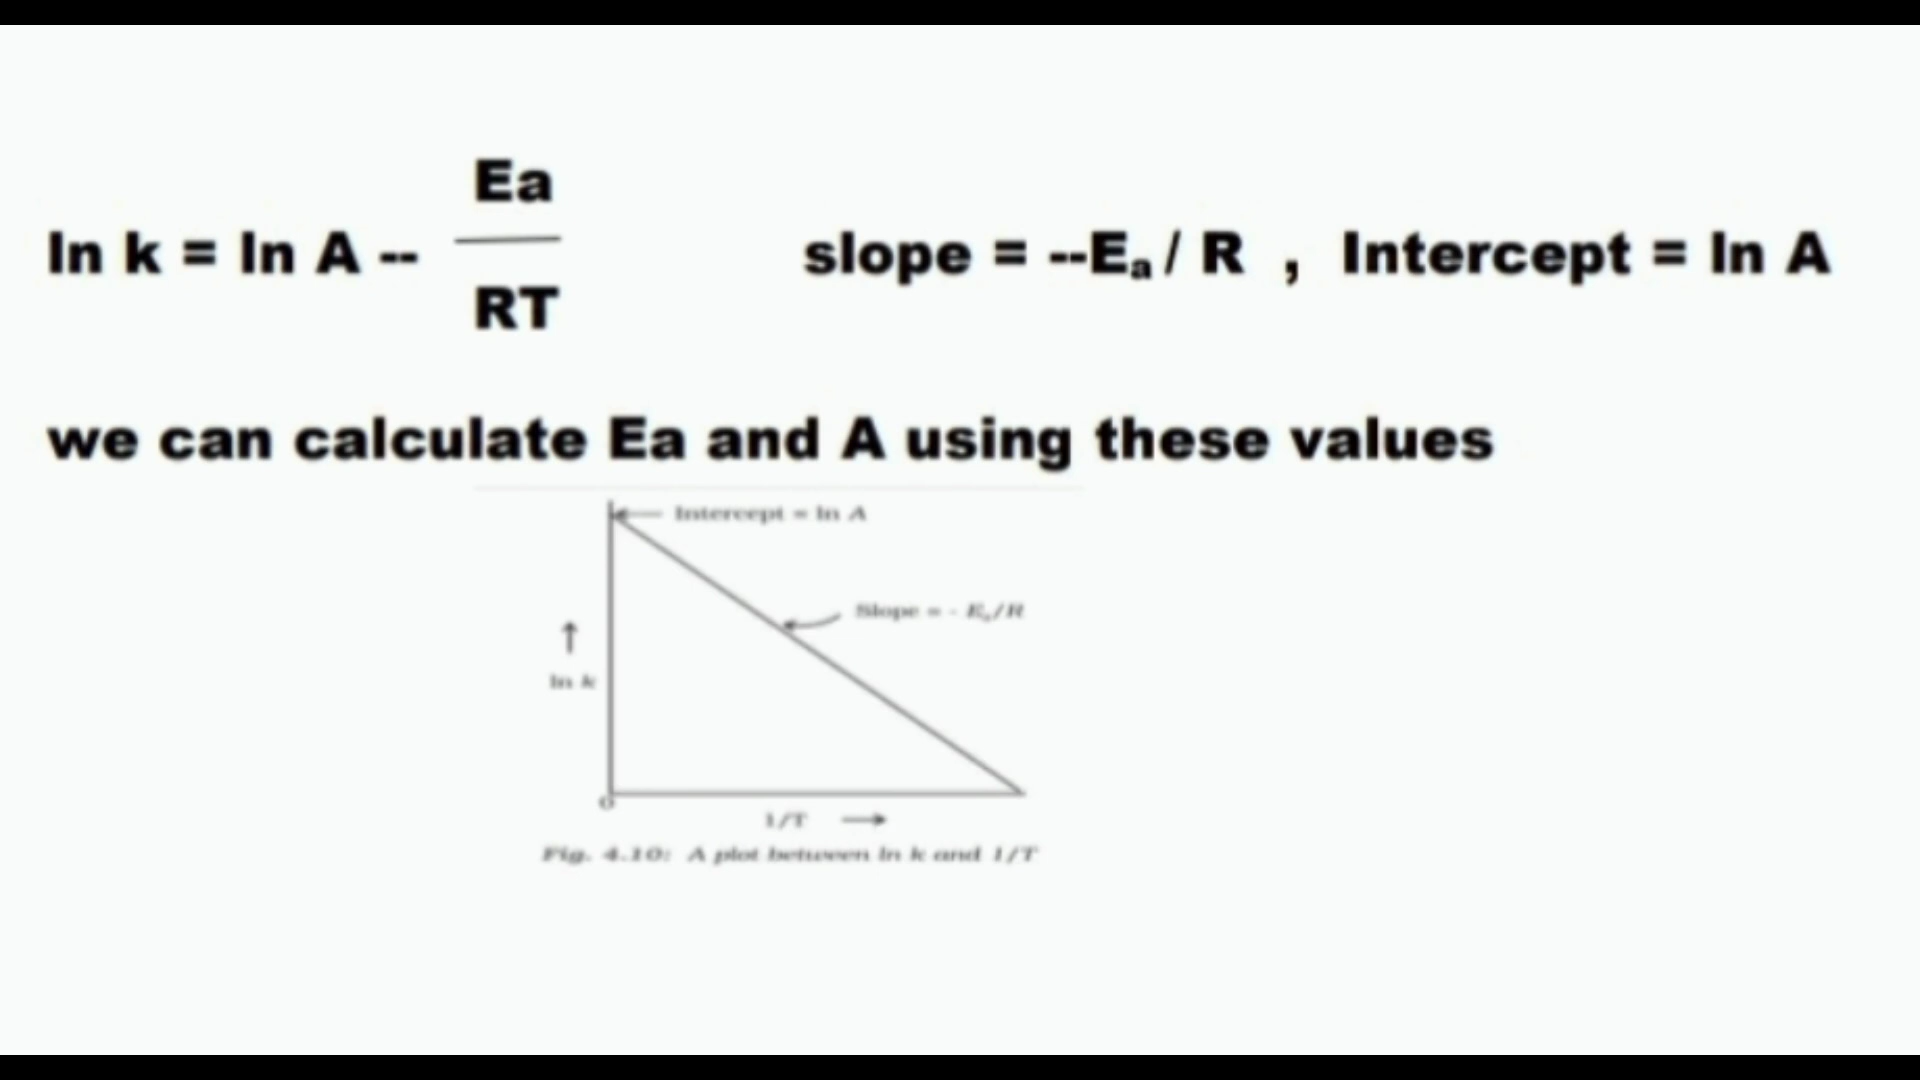 Ea
ln k = ln A --
RT
slope = --Ea / R , Intercept = ln A
we can calculate Ea and A using these values
Intercept = ln A
Slope = - Ea/R
↑
ln k
0
1/T →
Fig. 4.10: A plot between ln k and 1/T